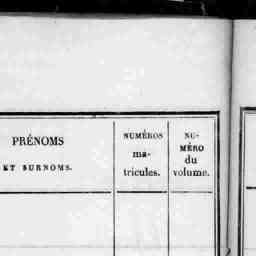 PRÉNOMS
ET SURNOMS.
NUMÉROS
ma-
tricules.
NU-
MÉRO
du
volume.